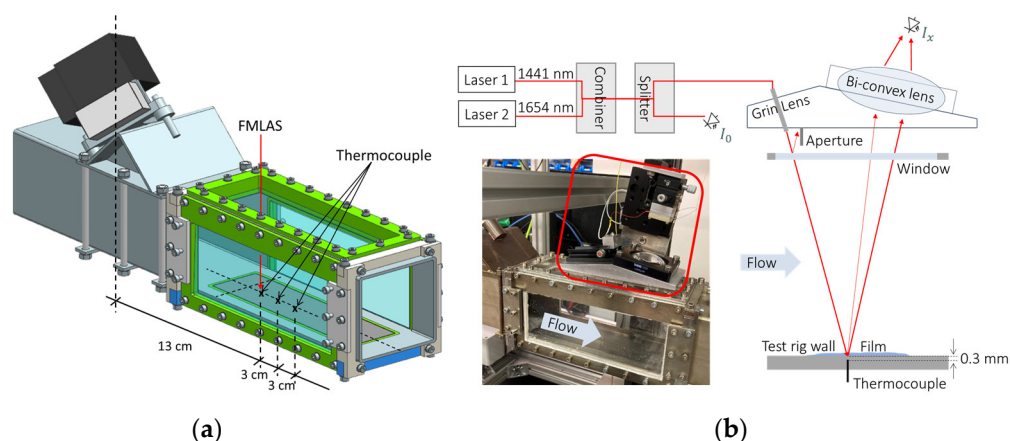 FMLAS
Thermocouple
13 cm
3 cm
3 cm
(a)
Laser 1
1441 nm
Laser 2
1654 nm
Combiner
Splitter
I₀
Iₓ
Bi-convex lens
Grin Lens
Aperture
Window
Flow
Flow
Test rig wall
Film
0.3 mm
Thermocouple
(b)